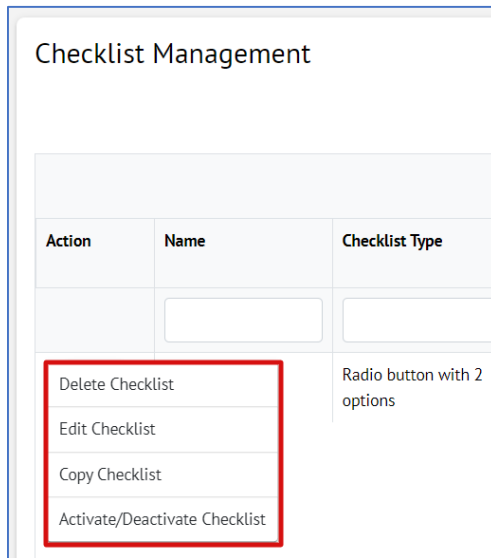 Checklist Management
Action Name Checklist Type
Delete Checklist
Radio button with 2
options
Edit Checklist
Copy Checklist
Activate/Deactivate Checklist